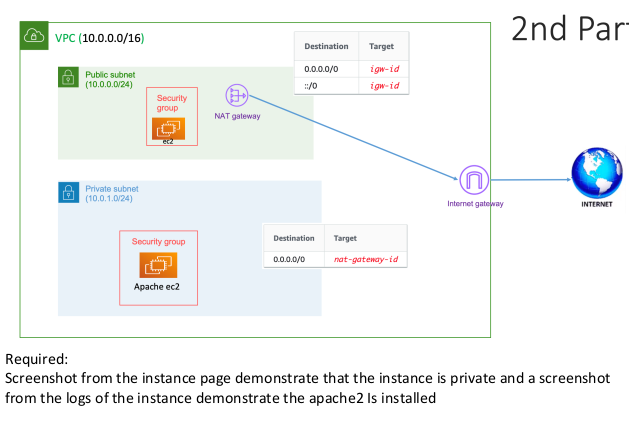 2nd Part
VPC (10.0.0.0/16)
Destination Target
0.0.0.0/0 igw-id
::/0 igw-id
Public subnet
(10.0.0.0/24)
Security
group
ec2
NAT gateway
Internet gateway
INTERNET
Private subnet
(10.0.1.0/24)
Security group
Apache ec2
Destination Target
0.0.0.0/0 nat-gateway-id
Required:
Screenshot from the instance page demonstrate that the instance is private and a screenshot
from the logs of the instance demonstrate the apache2 Is installed